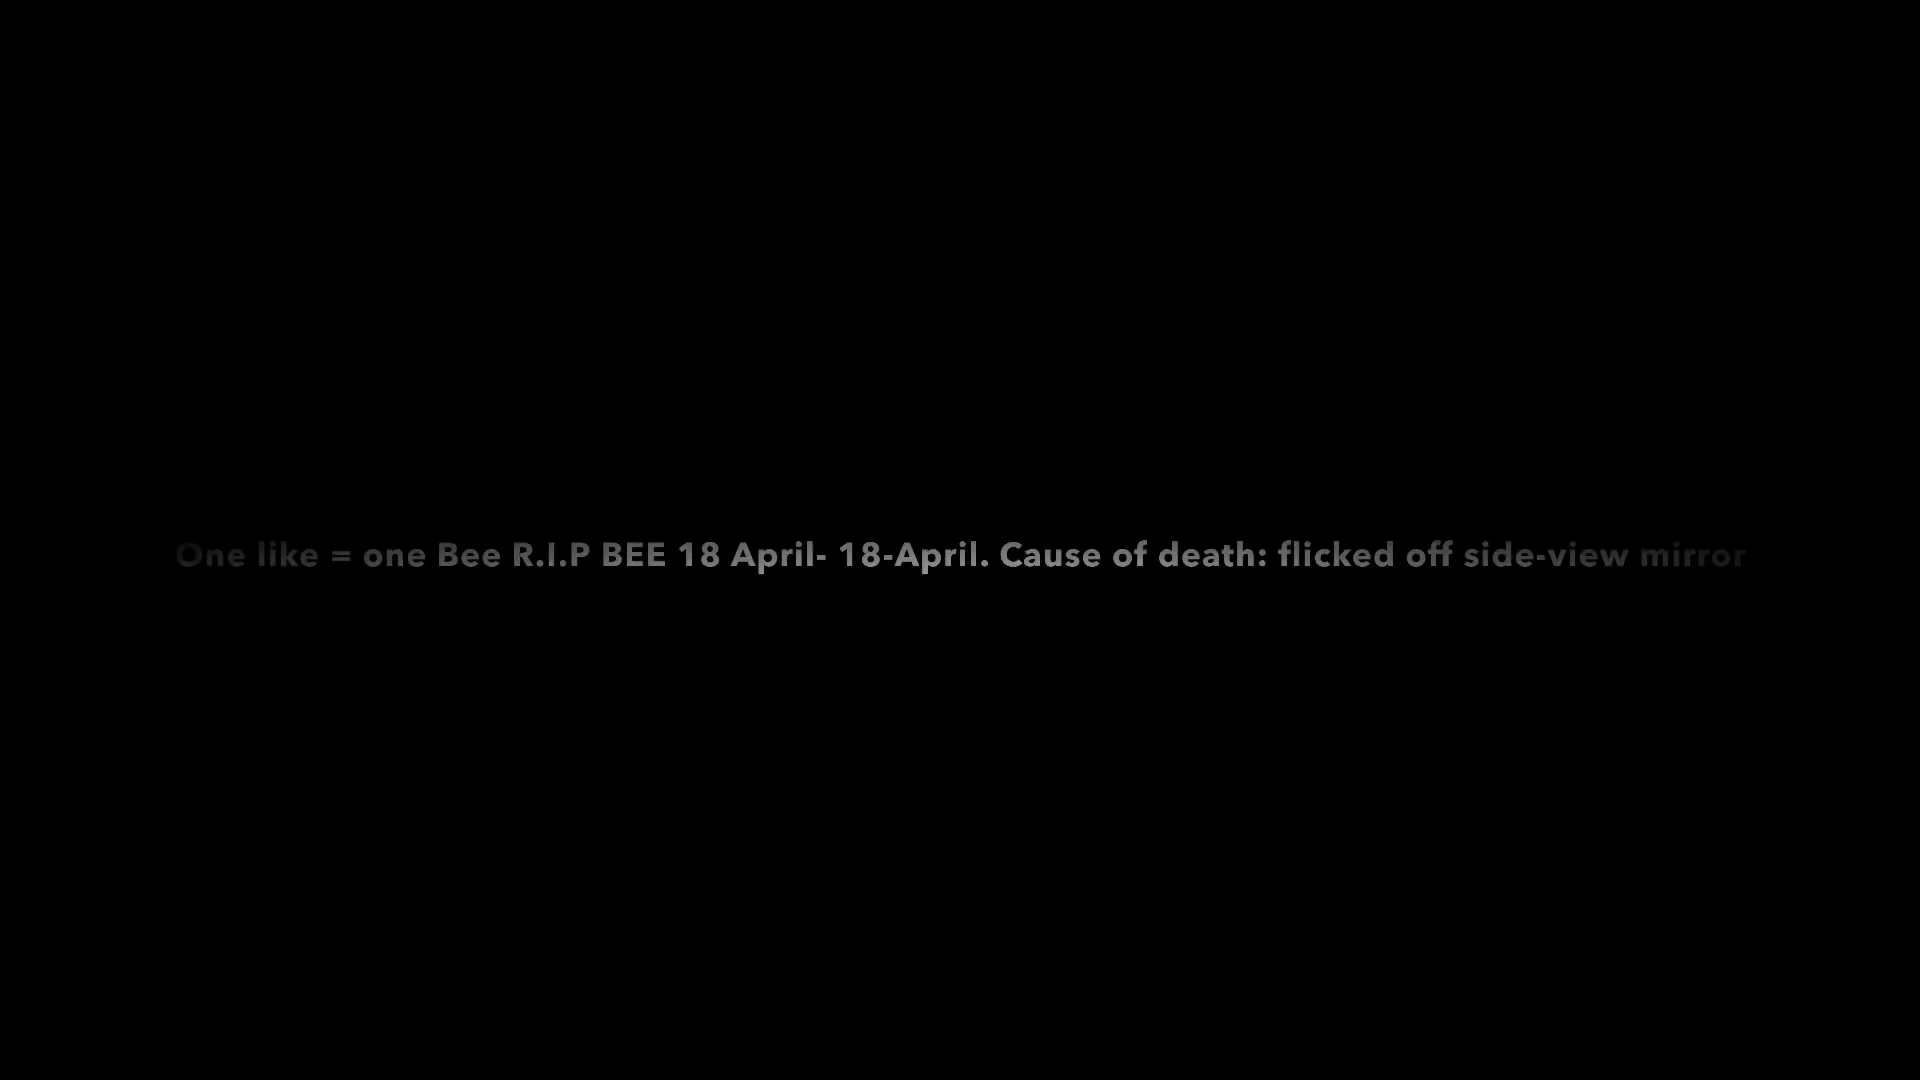 One like = one Bee R.I.P BEE 18 April- 18-April. Cause of death: flicked off side-view mirror